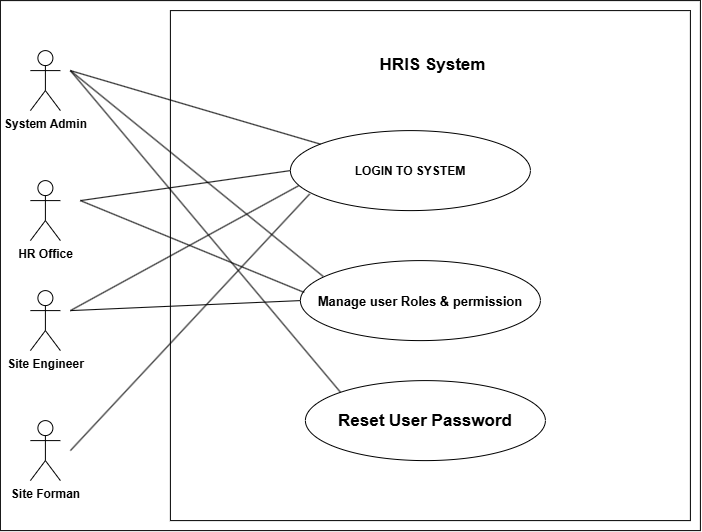 HRIS System
System Admin
LOGIN TO SYSTEM
HR Office
Manage user Roles & permission
Site Engineer
Reset User Password
Site Forman